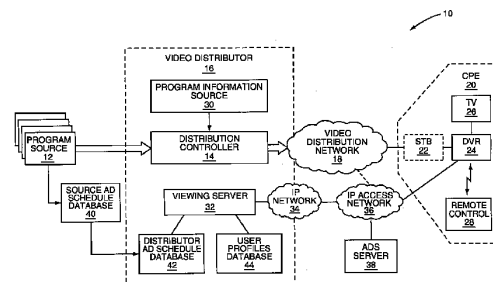 10
VIDEO DISTRIBUTOR
16
PROGRAM INFORMATION
SOURCE
30
PROGRAM
SOURCE
12
DISTRIBUTION
CONTROLLER
14
VIDEO
DISTRIBUTION
NETWORK
18
CPE
20
TV
26
STB
22
DVR
24
REMOTE
CONTROL
28
SOURCE AD
SCHEDULE
DATABASE
40
VIEWING SERVER
32
IP
NETWORK
34
IP ACCESS
NETWORK
36
DISTRIBUTOR
AD SCHEDULE
DATABASE
42
USER
PROFILES
DATABASE
44
ADS
SERVER
38